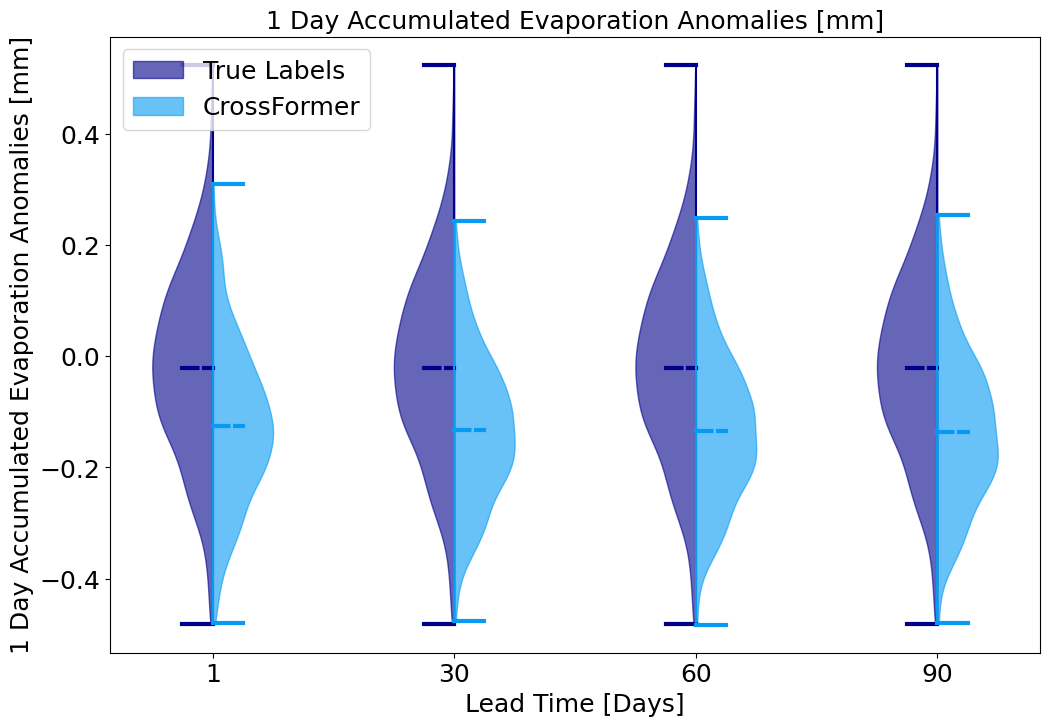 1 Day Accumulated Evaporation Anomalies [mm]
1 Day Accumulated Evaporation Anomalies [mm]
True Labels
CrossFormer
0.4
0.2
0.0
−0.2
−0.4
1 30 60 90
Lead Time [Days]